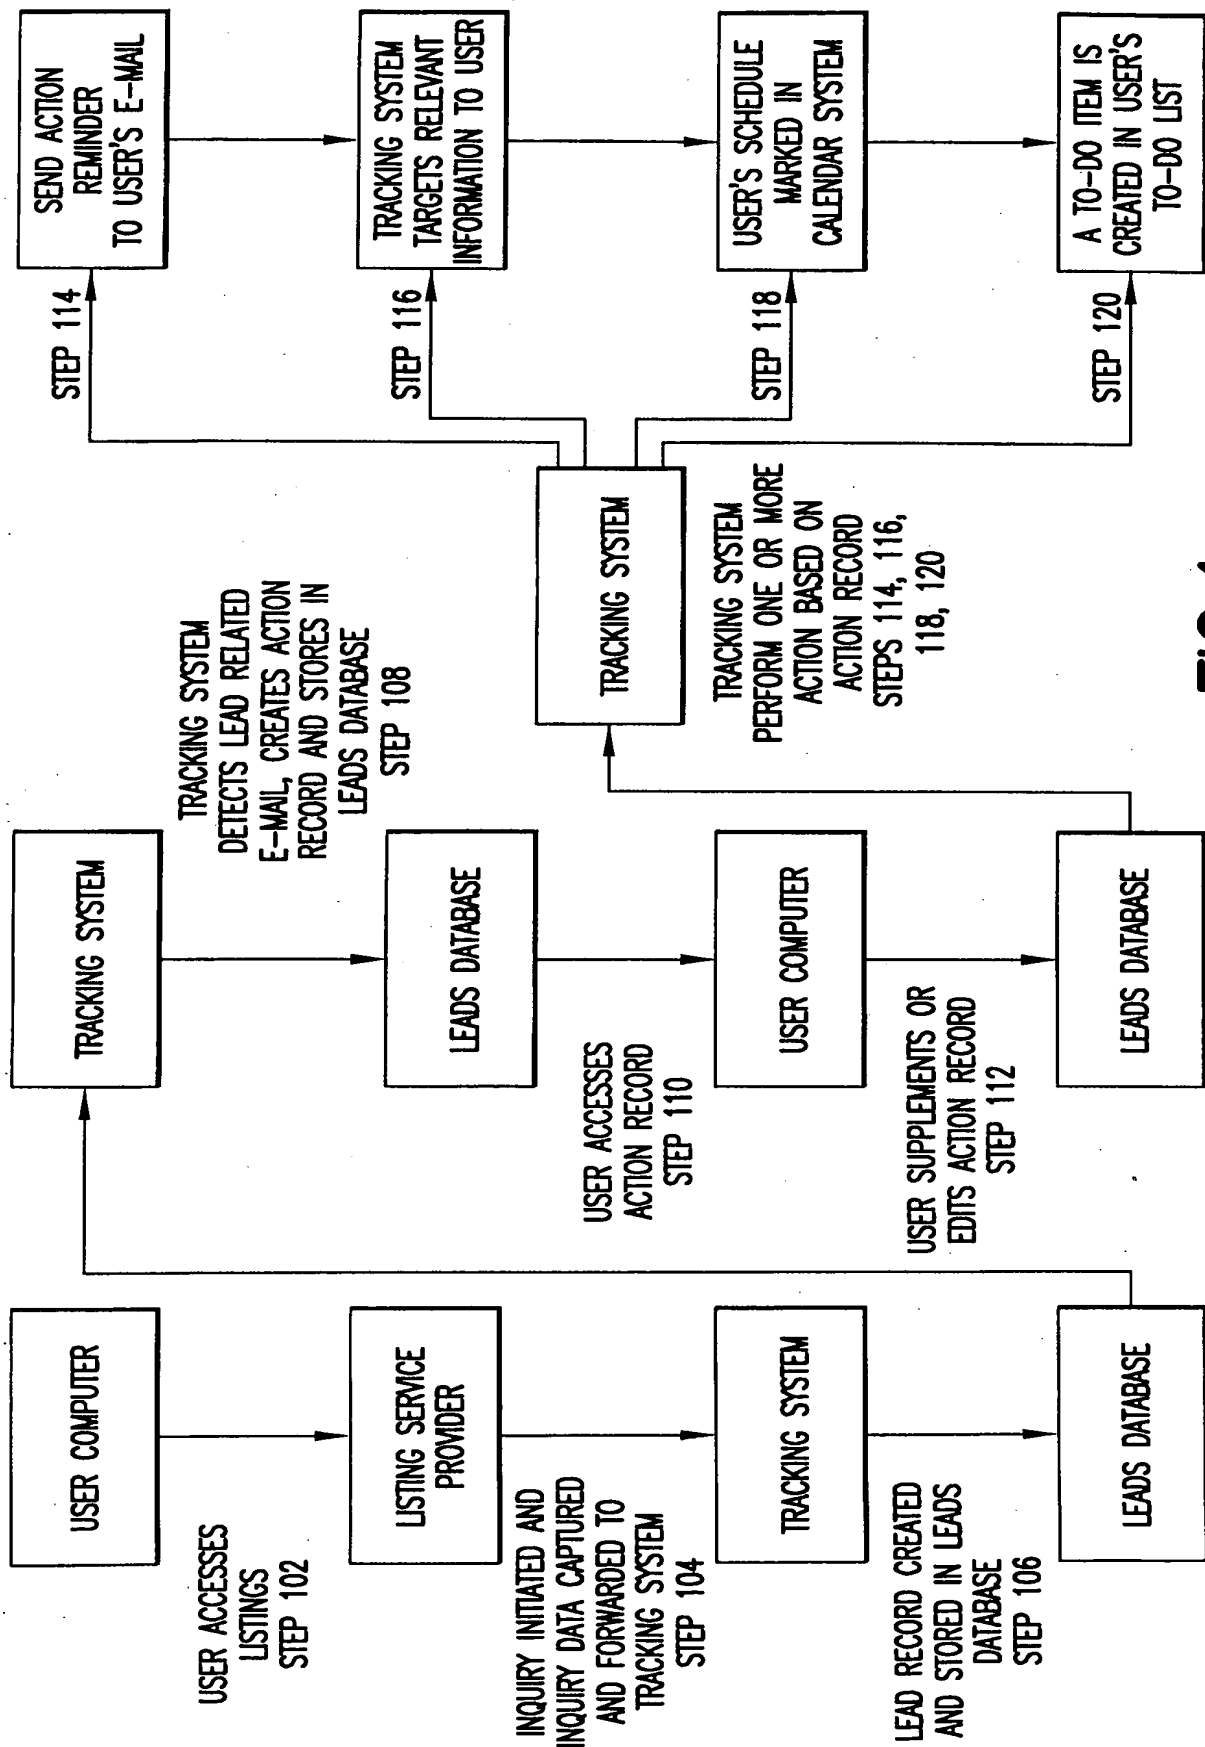 USER COMPUTER
USER ACCESSES
LISTINGS
STEP 102
LISTING SERVICE
PROVIDER
INQUIRY INITIATED AND
INQUIRY DATA CAPTURED
AND FORWARDED TO
TRACKING SYSTEM
STEP 104
TRACKING SYSTEM
LEAD RECORD CREATED
AND STORED IN LEADS
DATABASE
STEP 106
LEADS DATABASE
TRACKING SYSTEM
TRACKING SYSTEM
DETECTS LEAD RELATED
E-MAIL, CREATES ACTION
RECORD AND STORES IN
LEADS DATABASE
STEP 108
LEADS DATABASE
USER ACCESSES
ACTION RECORD
STEP 110
USER COMPUTER
USER SUPPLEMENTS OR
EDITS ACTION RECORD
STEP 112
LEADS DATABASE
TRACKING SYSTEM
TRACKING SYSTEM
PERFORM ONE OR MORE
ACTION BASED ON
ACTION RECORD
STEPS 114, 116,
118, 120
STEP 114
SEND ACTION
REMINDER
TO USER'S E-MAIL
STEP 116
TRACKING SYSTEM
TARGETS RELEVANT
INFORMATION TO USER
STEP 118
USER'S SCHEDULE
MARKED IN
CALENDAR SYSTEM
STEP 120
A TO-DO ITEM IS
CREATED IN USER'S
TO-DO LIST